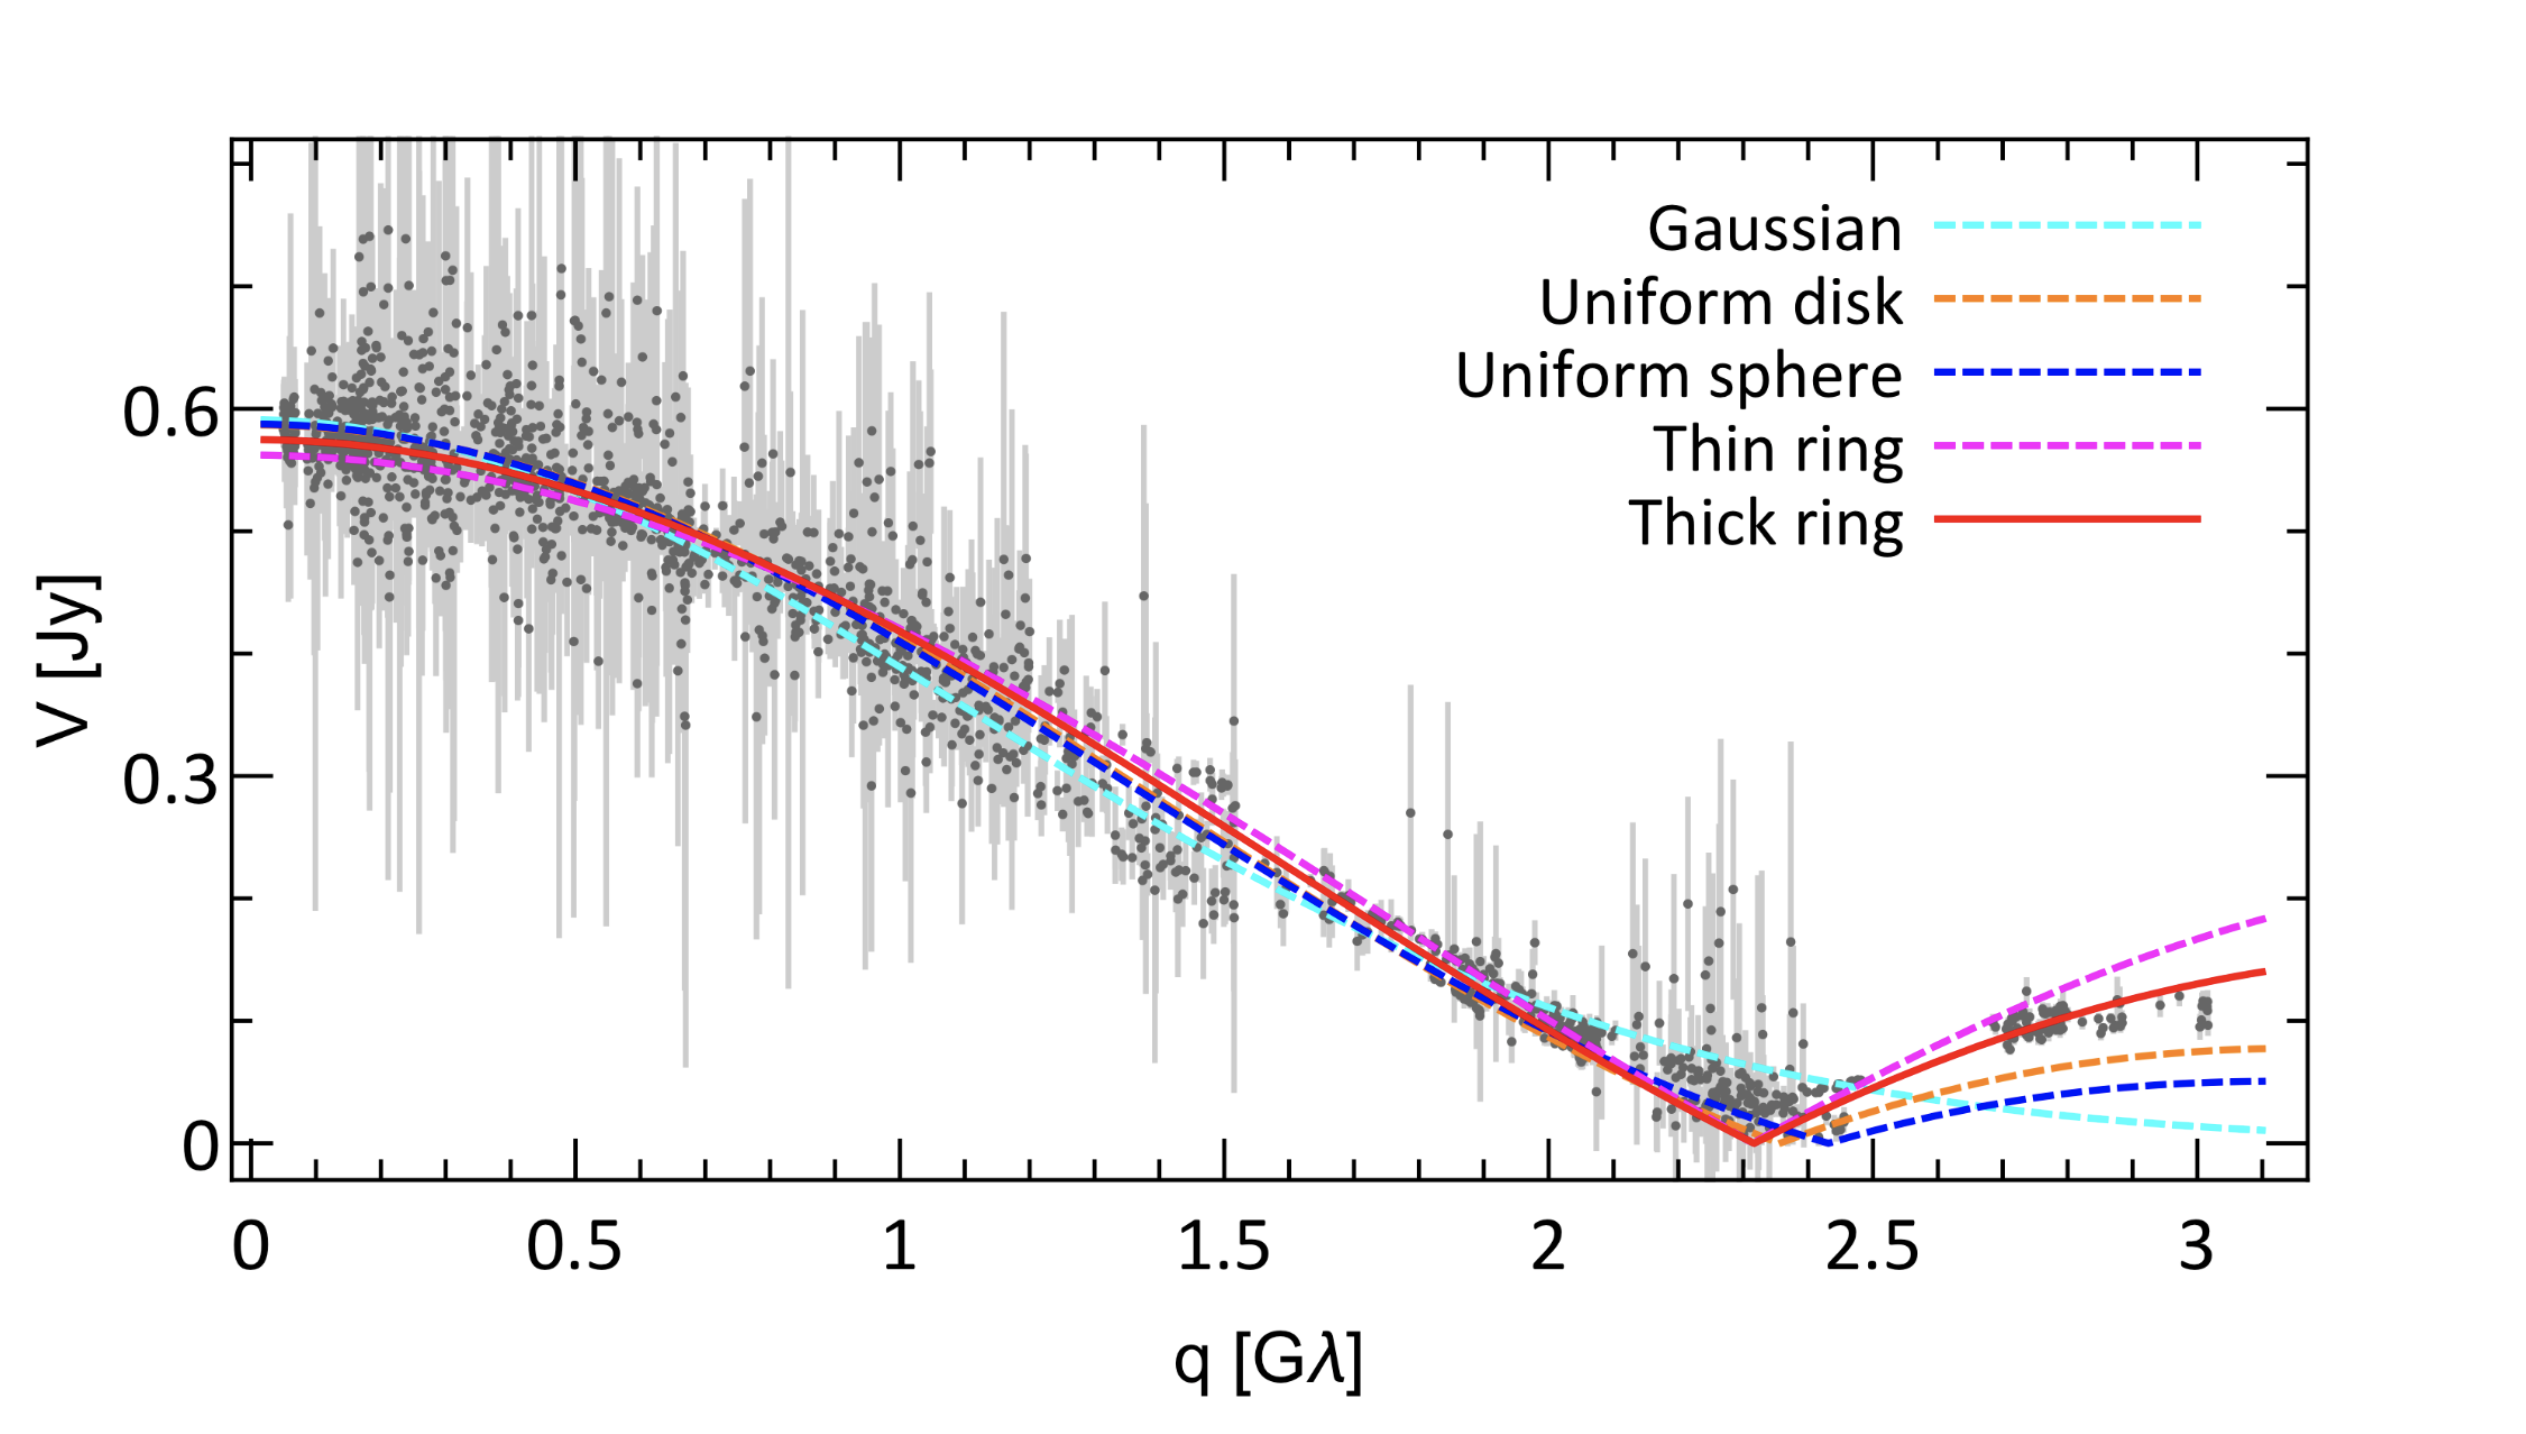 Gaussian
Uniform disk
Uniform sphere
Thin ring
Thick ring
V [Jy]
0.6
0.3
0
0 0.5 1 1.5 2 2.5 3
q [Gλ]